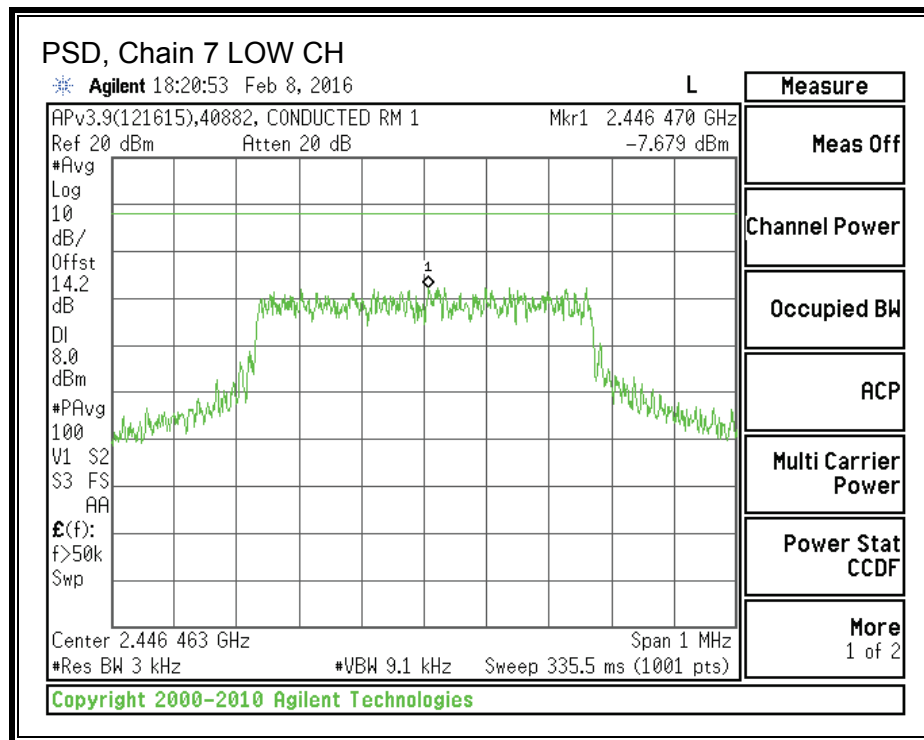 PSD, Chain 7 LOW CH
Agilent 18:20:53 Feb 8, 2016 L
APv3.9(121615),40882, CONDUCTED RM 1 Mkr1 2.446 470 GHz
Ref 20 dBm Atten 20 dB -7.679 dBm
#Avg
Log
10
dB/
Offst
14.2
dB
DI
8.0
dBm
#PAvg
100
V1 S2
S3 FS
AA
£(f):
f>50k
Swp
1
Center 2.446 463 GHz Span 1 MHz
#Res BW 3 kHz #VBW 9.1 kHz Sweep 335.5 ms (1001 pts)
Copyright 2000-2010 Agilent Technologies
Measure
Meas Off
Channel Power
Occupied BW
ACP
Multi Carrier
Power
Power Stat
CCDF
More
1 of 2